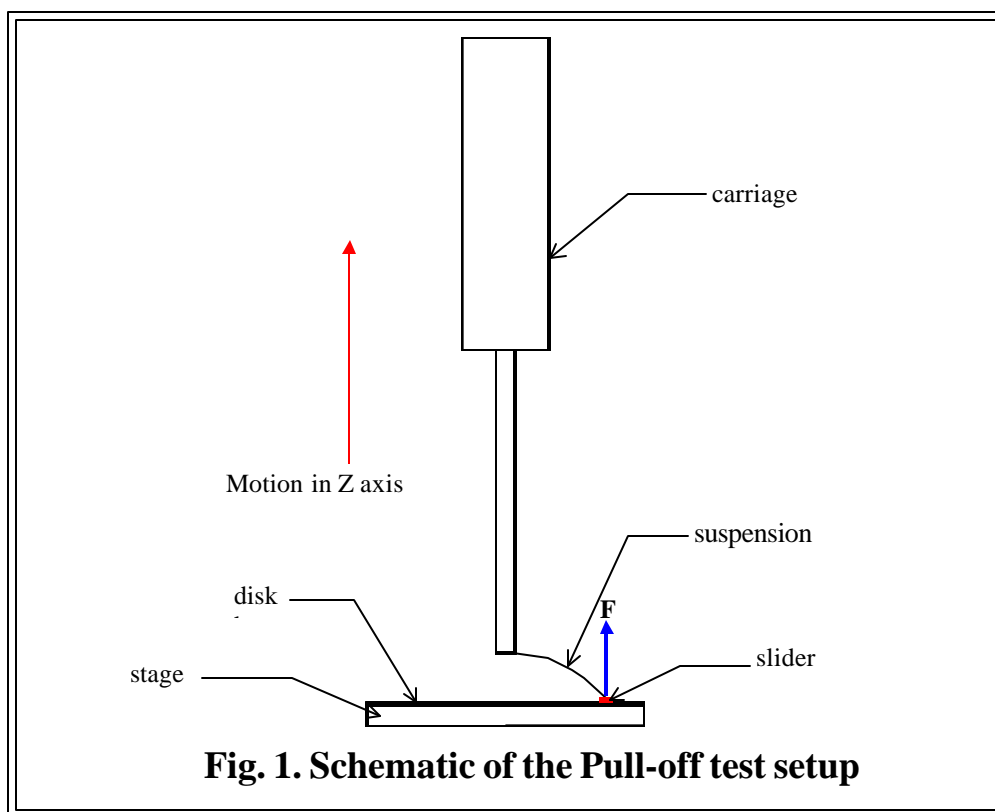 carriage
Motion in Z axis
suspension
disk
F
slider
stage
Fig. 1. Schematic of the Pull-off test setup